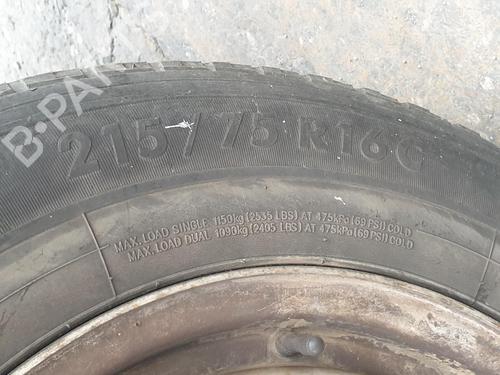 B-PARTS
215/75 R16C
MAX. LOAD SINGLE 1150kg (2535 LBS) AT 475kPa (69 PSI) COLD
MAX. LOAD DUAL 1090kg (2405 LBS) AT 475kPa (69 PSI) COLD